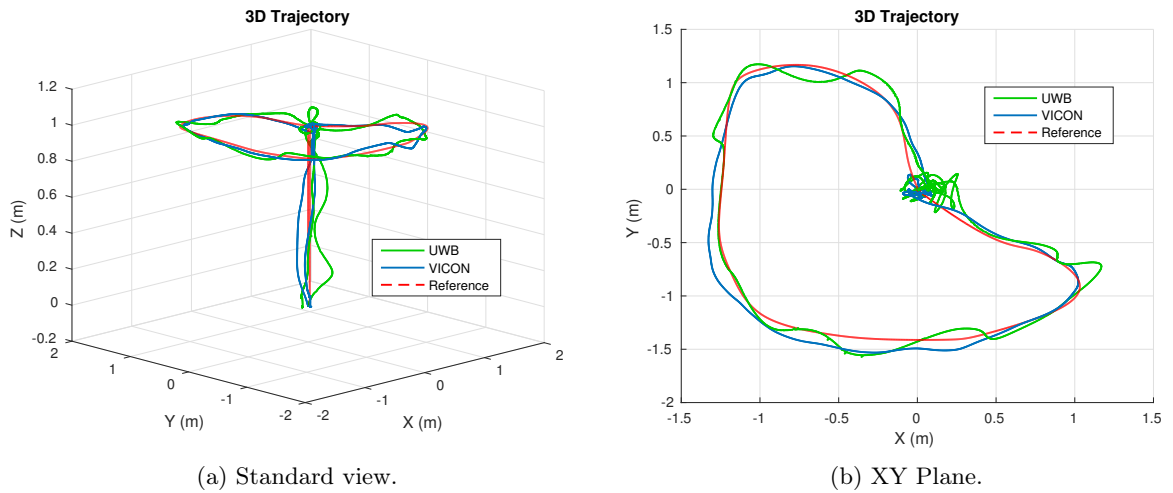 3D Trajectory
1.2
1
0.8
0.6
0.4
0.2
0
-0.2
Z (m)
2
1
0
-1
-2
Y (m)
-2
-1
0
1
2
X (m)
UWB
VICON
Reference
(a) Standard view.
3D Trajectory
1.5
1
0.5
0
-0.5
-1
-1.5
-2
Y (m)
-1.5
-1
-0.5
0
0.5
1
1.5
X (m)
UWB
VICON
Reference
(b) XY Plane.